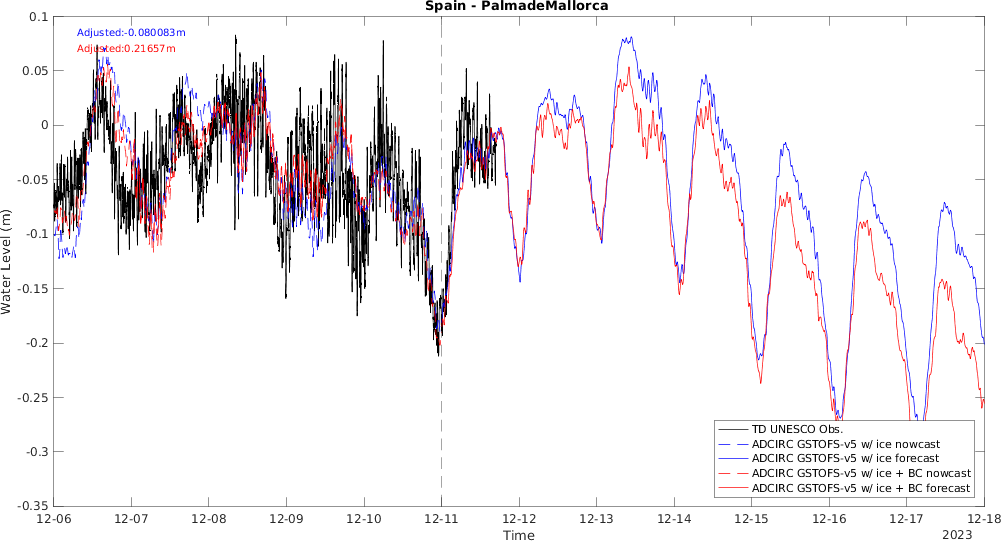 Spain - PalmadeMallorca
Adjusted:-0.080083m
Adjusted:0.21657m
0.1
0.05
0
-0.05
-0.1
-0.15
-0.2
-0.25
-0.3
-0.35
Water Level (m)
TD UNESCO Obs.
ADCIRC GSTOFS-v5 w/ ice nowcast
ADCIRC GSTOFS-v5 w/ ice forecast
ADCIRC GSTOFS-v5 w/ ice + BC nowcast
ADCIRC GSTOFS-v5 w/ ice + BC forecast
12-06 12-07 12-08 12-09 12-10 12-11 12-12 12-13 12-14 12-15 12-16 12-17 12-18
Time
2023